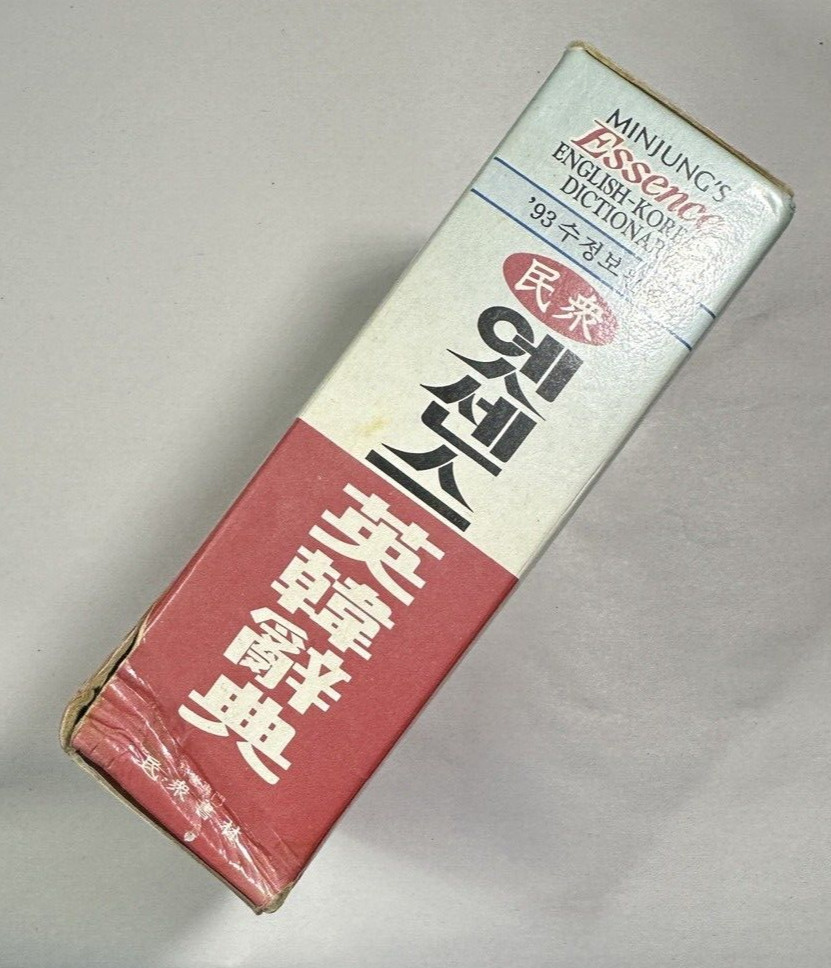 MINJUNG'S
Essence
ENGLISH-KOREAN
DICTIONARY
'93 수정보
民衆
엣센스
英韓辭典
民衆書林